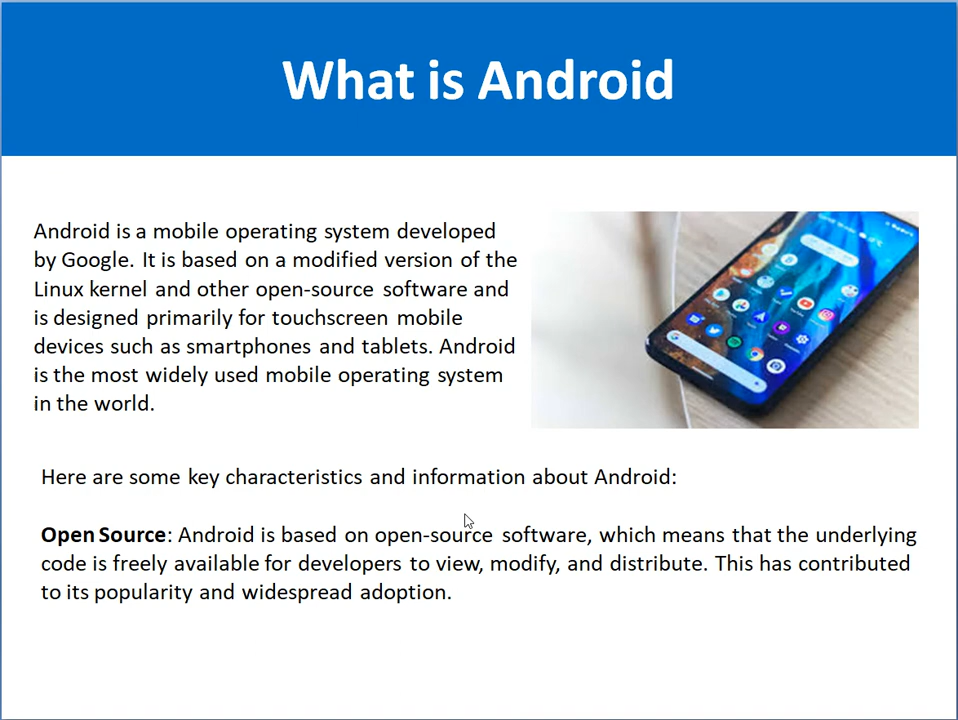 What is Android
Android is a mobile operating system developed
by Google. It is based on a modified version of the
Linux kernel and other open-source software and
is designed primarily for touchscreen mobile
devices such as smartphones and tablets. Android
is the most widely used mobile operating system
in the world.
Here are some key characteristics and information about Android:
Open Source: Android is based on open-source software, which means that the underlying
code is freely available for developers to view, modify, and distribute. This has contributed
to its popularity and widespread adoption.